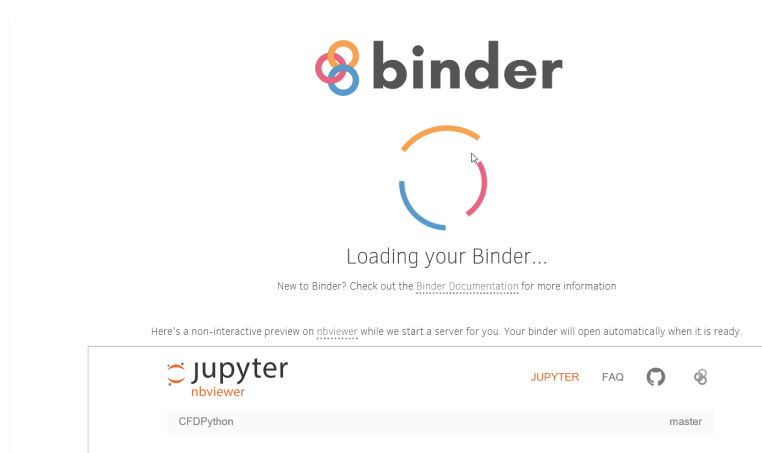 binder
Loading your Binder...
New to Binder? Check out the Binder Documentation for more information
Here's a non-interactive preview on nbviewer while we start a server for you. Your binder will open automatically when it is ready.
jupyter
nbviewer
JUPYTER FAQ
CFDPython master